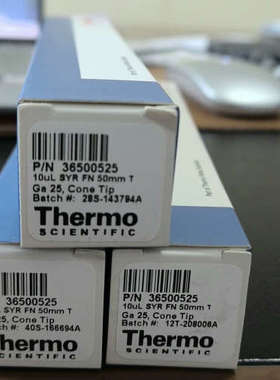 P/N 36500525
10uL SYR FN 50mm T
Ga 25, Cone Tip
Batch #: 28S-143794A
Thermo
SCIENTIFIC
36500525
10uL SYR FN 50mm T
25, Cone Tip
#: 40S-166694A
Thermo
SCIENTIFIC
P/N 36500525
10uL SYR FN 50mm T
Ga 25, Cone Tip
Batch #: 12T-208006A
Thermo
SCIENTIFIC